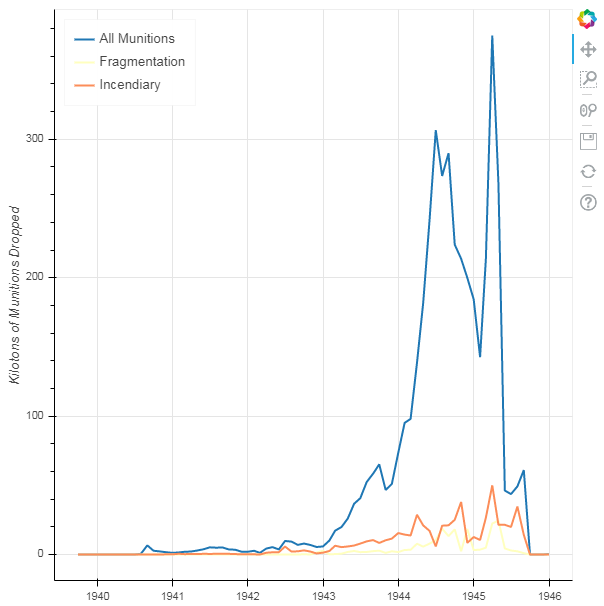 All Munitions
Fragmentation
Incendiary
Kilotons of Munitions Dropped
300
200
100
0
1940 1941 1942 1943 1944 1945 1946